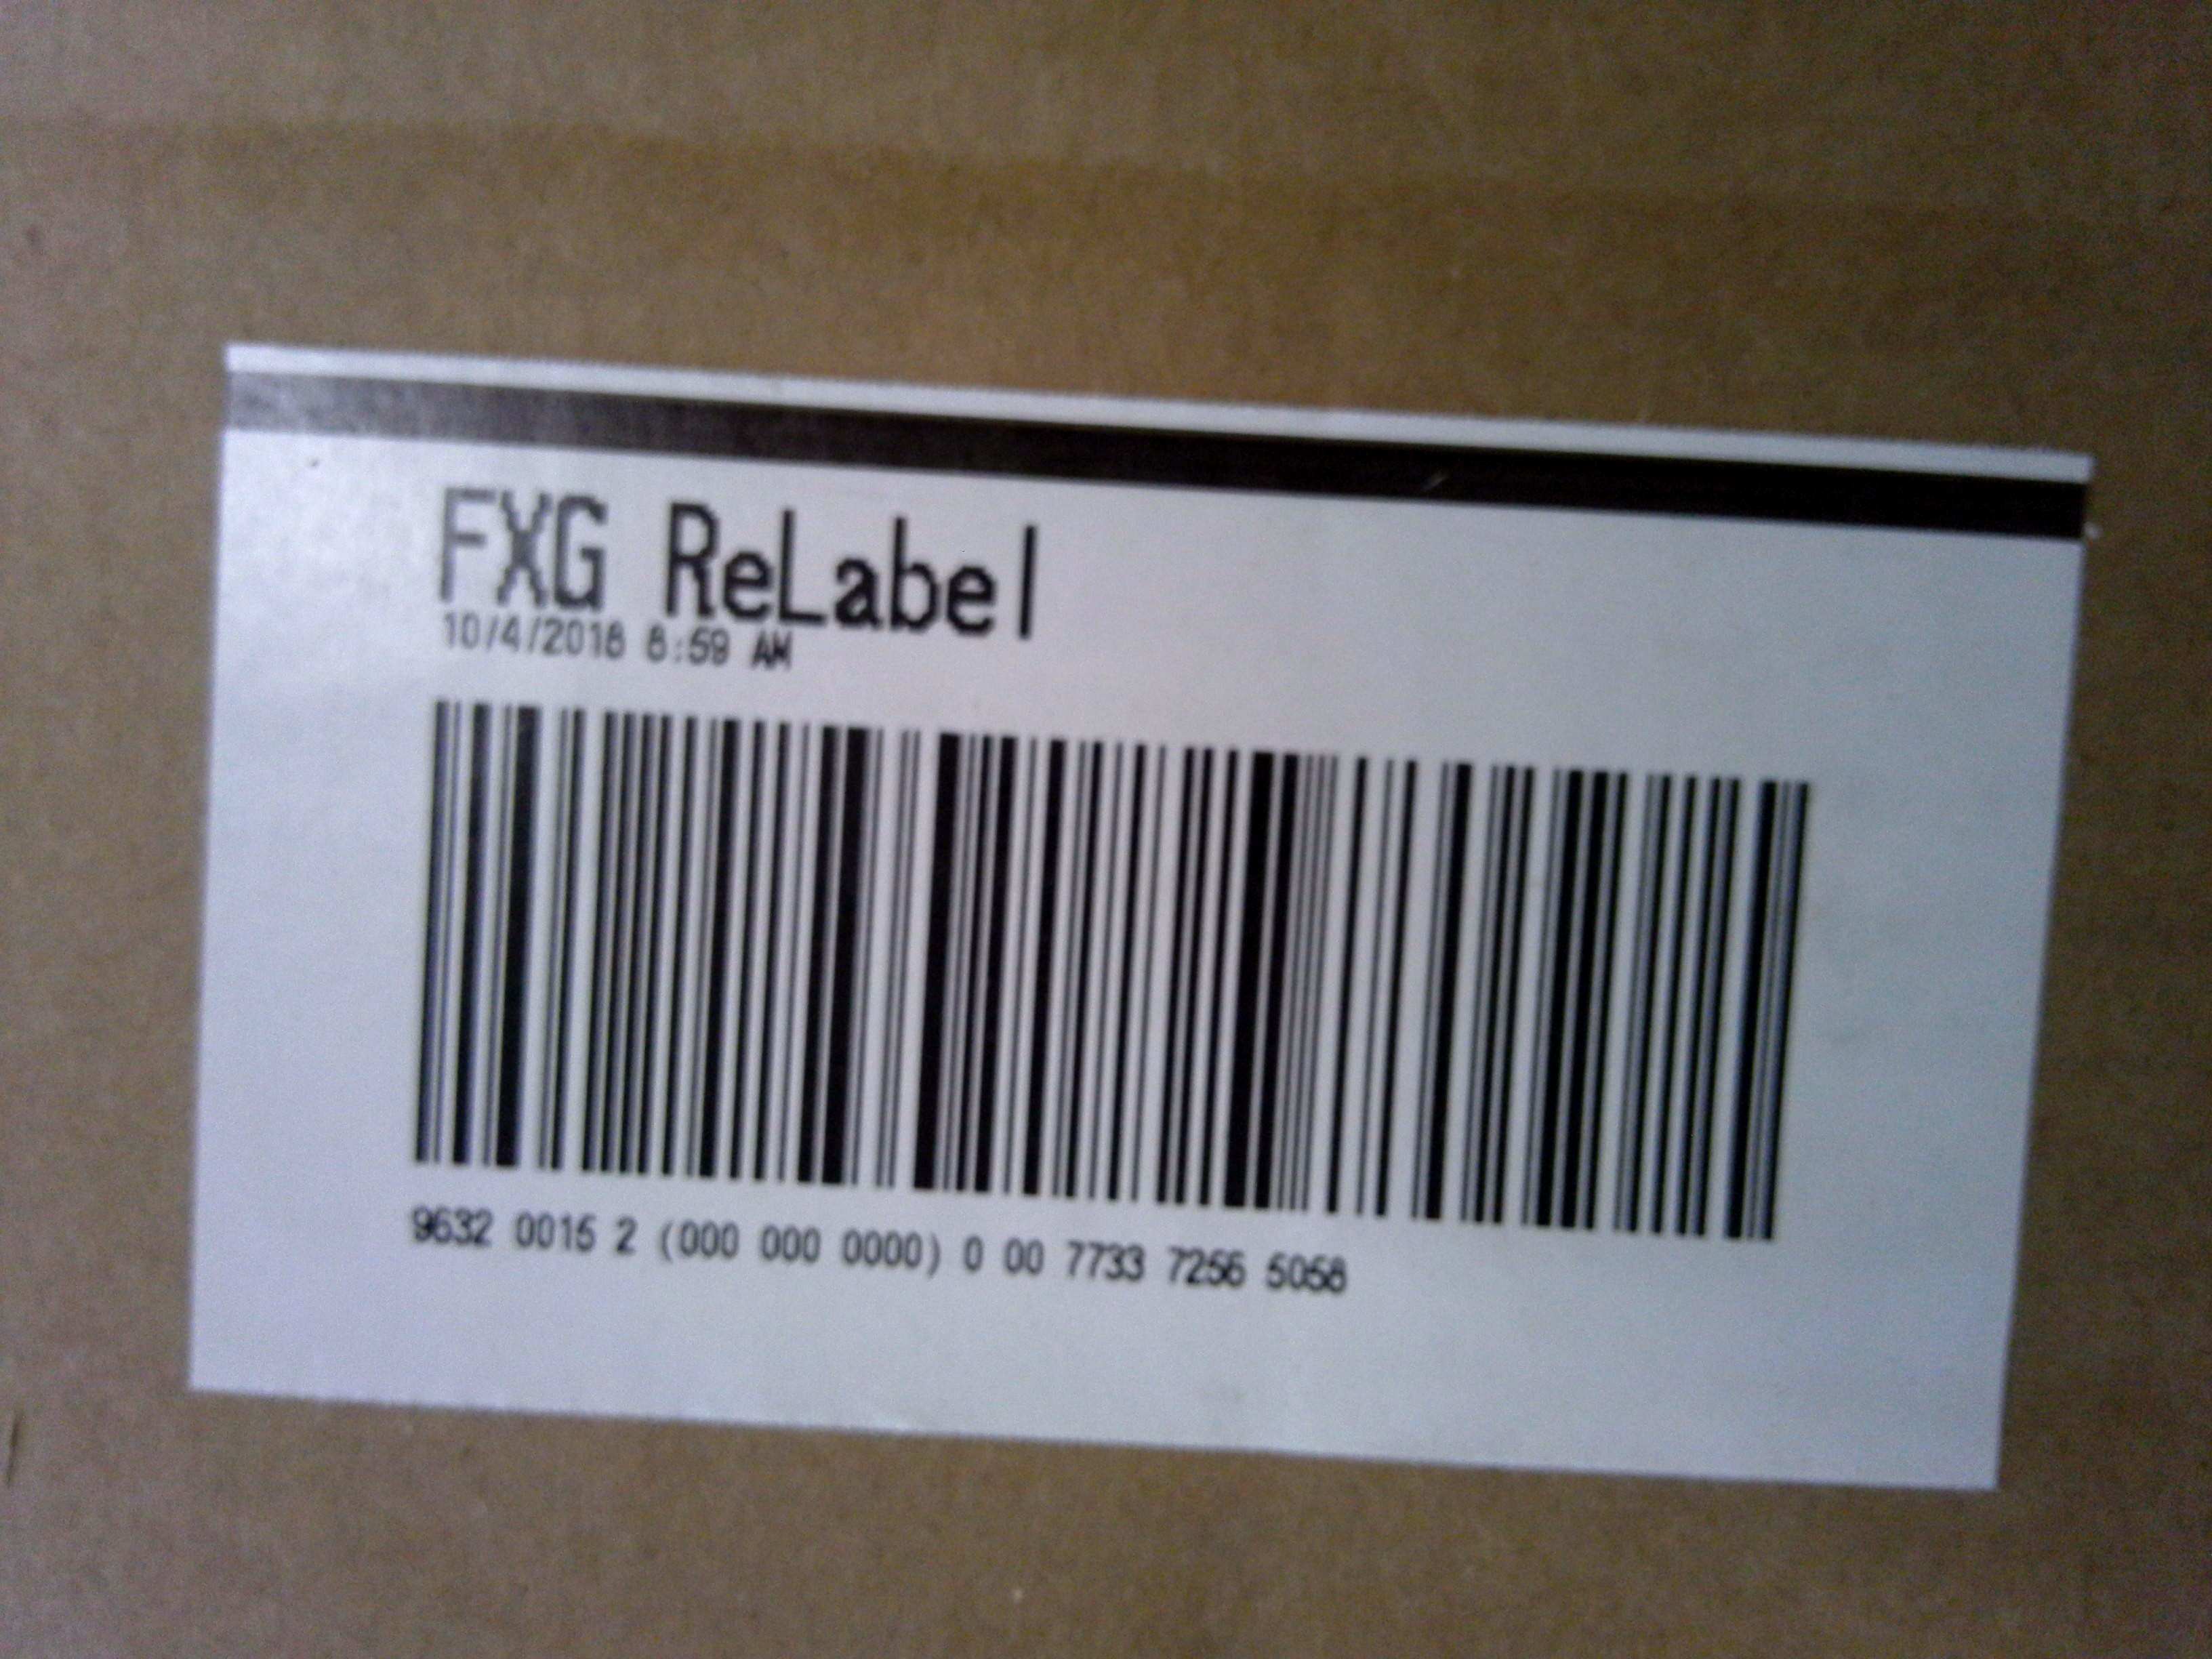 FXG ReLabel
10/4/2018 8:59 AM
9632 0015 2 (000 000 0000) 0 00 7733 7256 5058